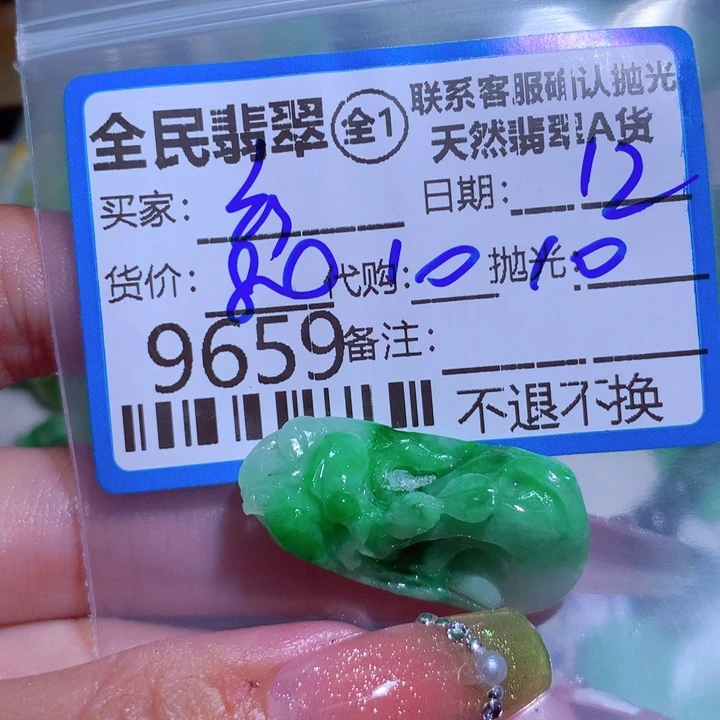 全民翡翠 全1 联系客服确认抛光
天然翡翠A货
买家： 日期： 12
货价：80 代购：10 抛光：10
9659 备注：
不退不换